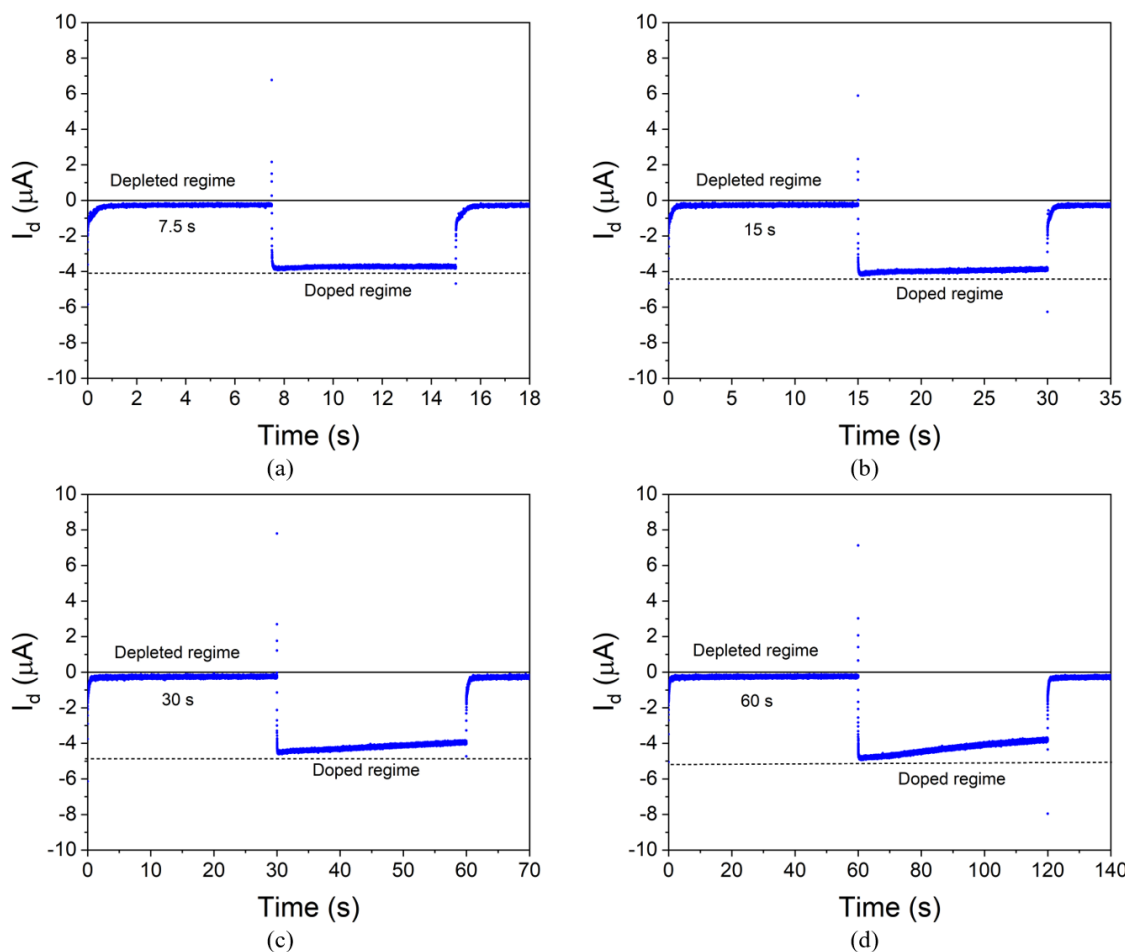 10
8
6
4
2
0
-2
-4
-6
-8
-10
I_d (μA)
Depleted regime
7.5 s
Doped regime
0 2 4 6 8 10 12 14 16 18
Time (s)
(a)
10
8
6
4
2
0
-2
-4
-6
-8
-10
I_d (μA)
Depleted regime
15 s
Doped regime
0 5 10 15 20 25 30 35
Time (s)
(b)
10
8
6
4
2
0
-2
-4
-6
-8
-10
I_d (μA)
Depleted regime
30 s
Doped regime
0 10 20 30 40 50 60 70
Time (s)
(c)
10
8
6
4
2
0
-2
-4
-6
-8
-10
I_d (μA)
Depleted regime
60 s
Doped regime
0 20 40 60 80 100 120 140
Time (s)
(d)